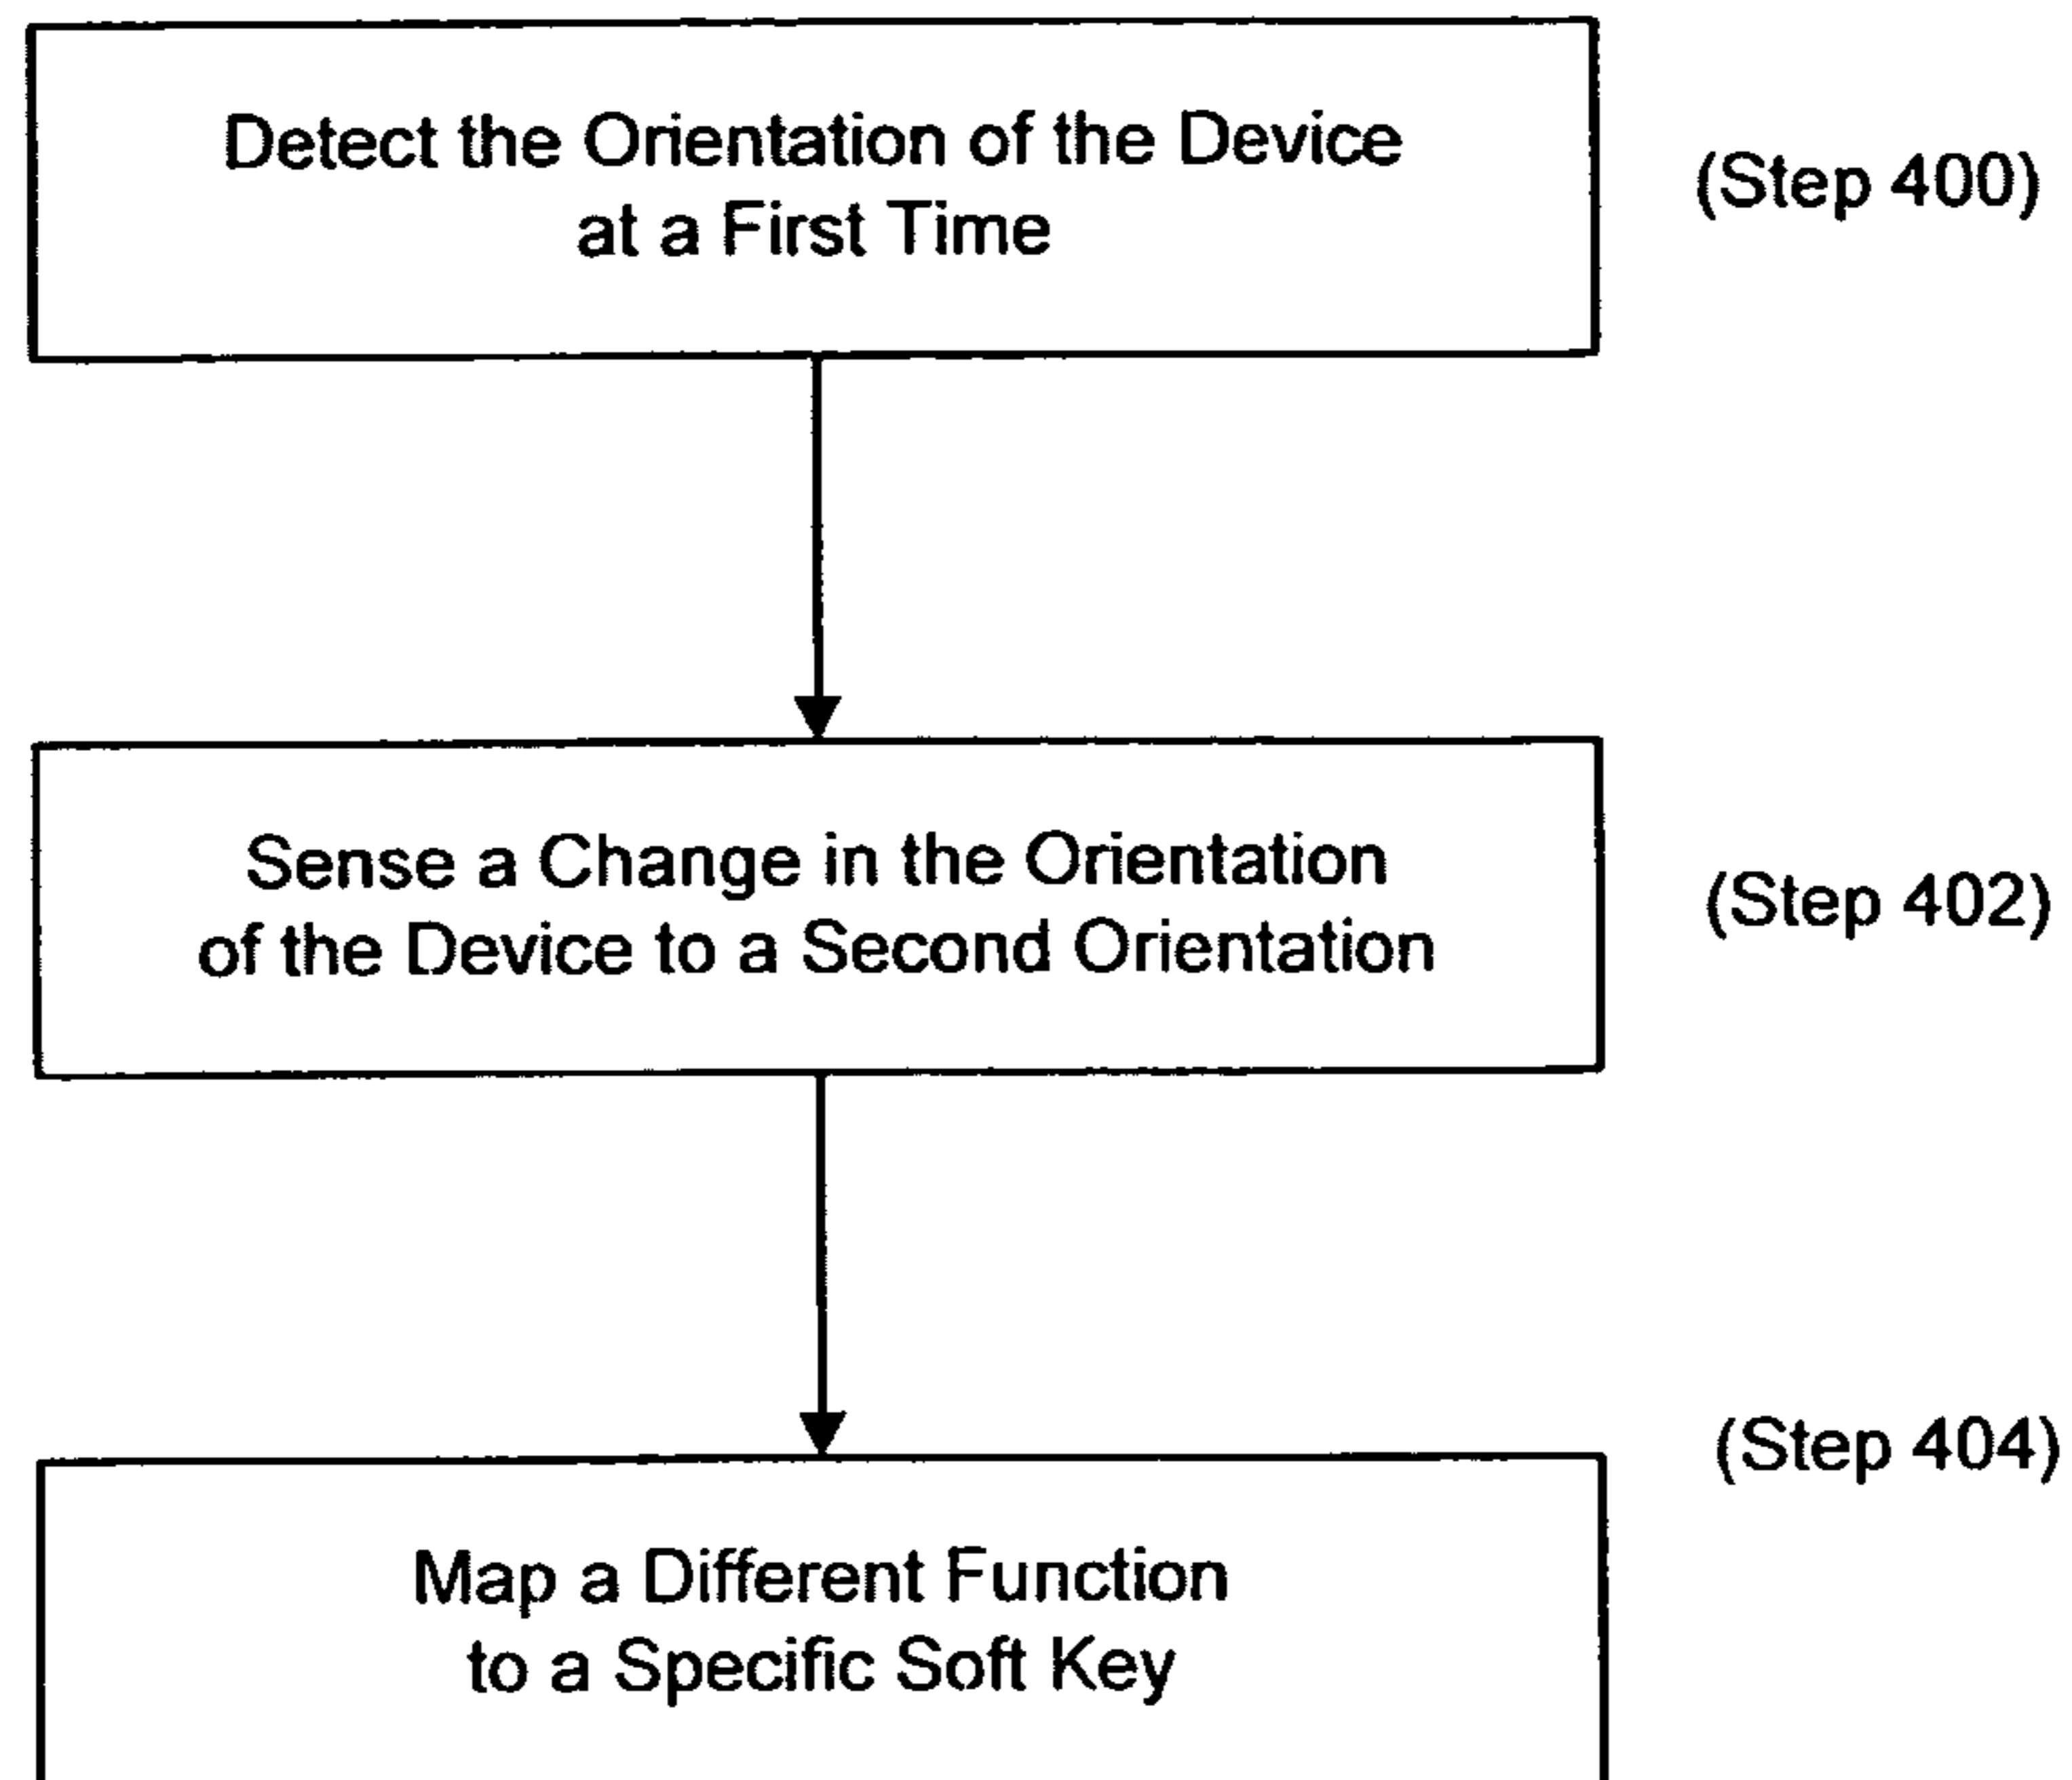 Detect the Orientation of the Device
at a First Time
(Step 400)
Sense a Change in the Orientation
of the Device to a Second Orientation
(Step 402)
(Step 404)
Map a Different Function
to a Specific Soft Key